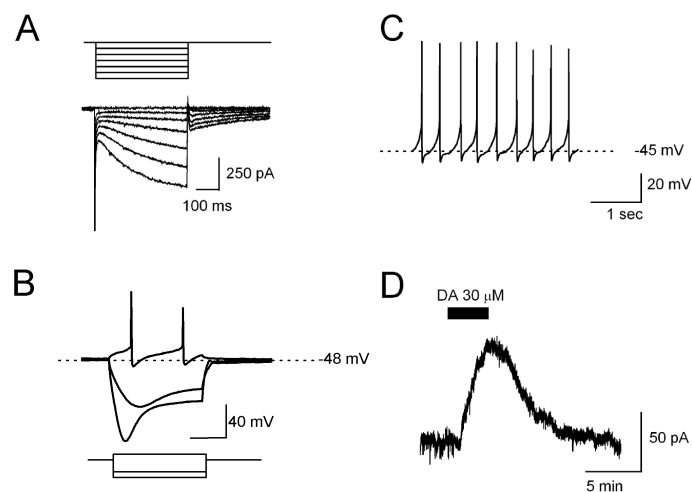 A
250 pA
100 ms
B
-48 mV
40 mV
C
-45 mV
20 mV
1 sec
D
DA 30 μM
50 pA
5 min